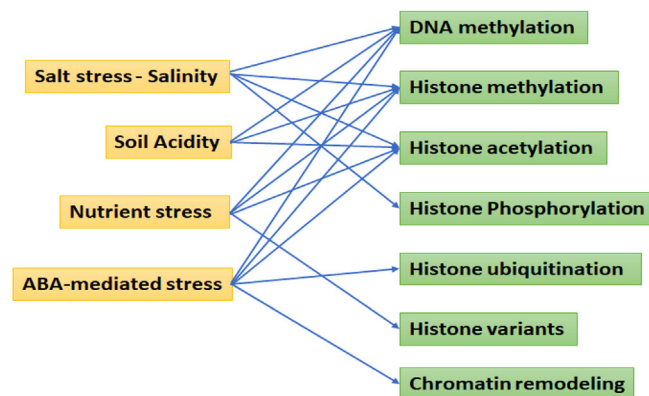 Salt stress - Salinity
Soil Acidity
Nutrient stress
ABA-mediated stress
DNA methylation
Histone methylation
Histone acetylation
Histone Phosphorylation
Histone ubiquitination
Histone variants
Chromatin remodeling